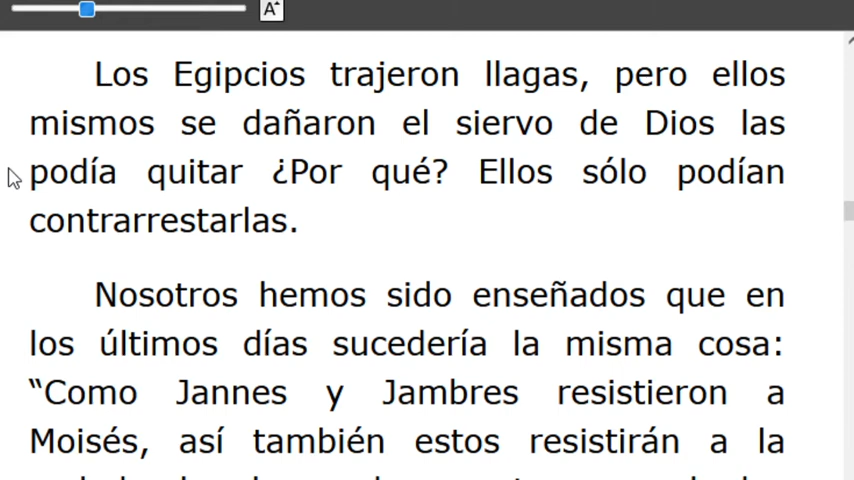 Los Egipcios trajeron llagas, pero ellos
mismos se dañaron el siervo de Dios las
podía quitar ¿Por qué? Ellos sólo podían
contrarrestarlas.
Nosotros hemos sido enseñados que en
los últimos días sucedería la misma cosa:
“Como Jannes y Jambres resistieron a
Moisés, así también estos resistirán a la